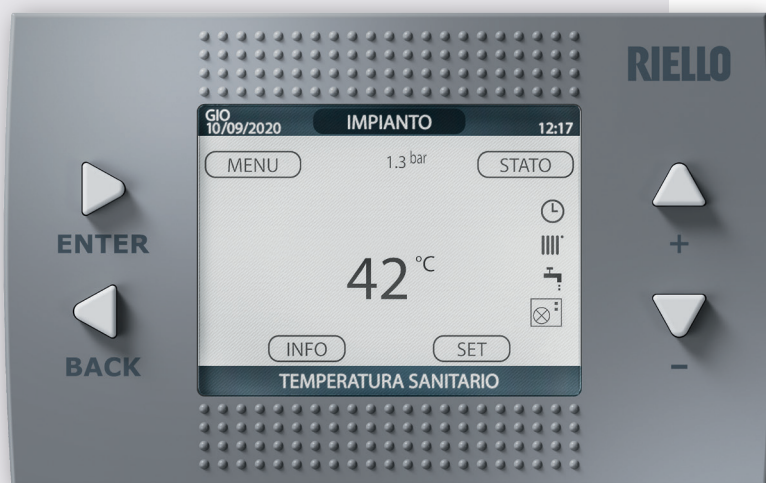 RIELLO
GIO
10/09/2020
IMPIANTO
12:17
MENU
1.3 bar
STATO
ENTER
+
42 °C
BACK
−
INFO
SET
TEMPERATURA SANITARIO